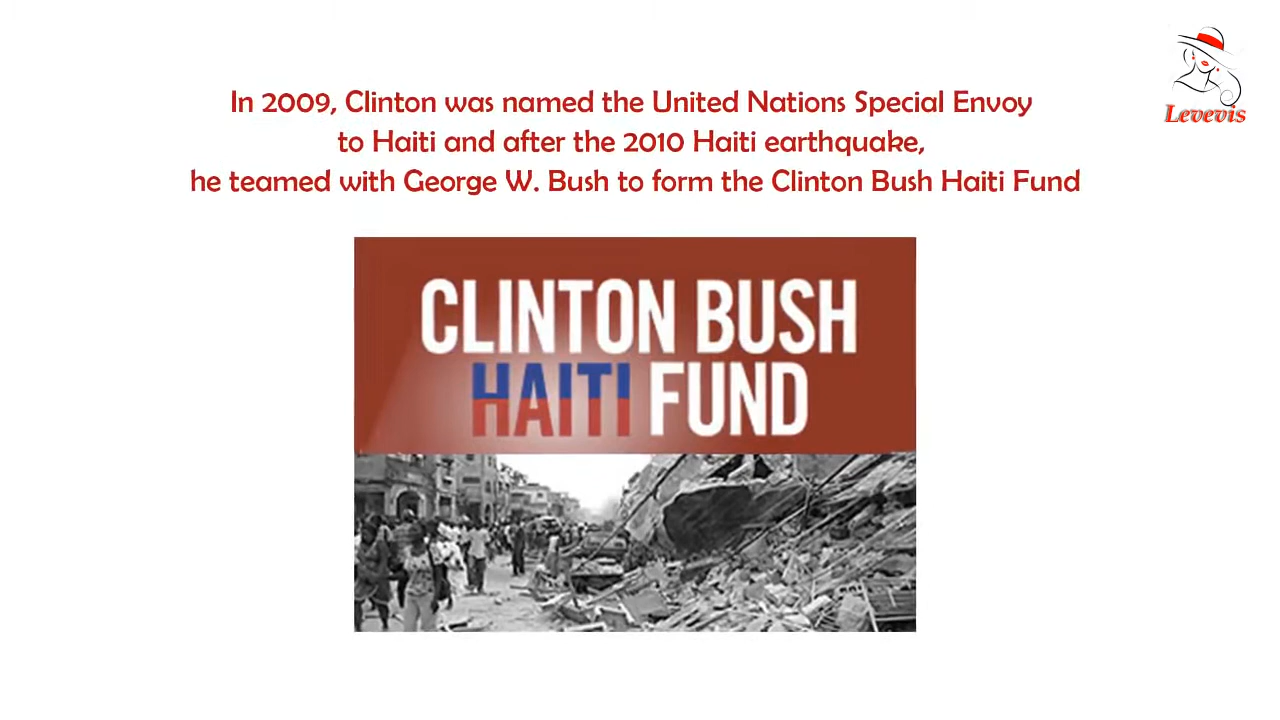 In 2009, Clinton was named the United Nations Special Envoy
to Haiti and after the 2010 Haiti earthquake,
he teamed with George W. Bush to form the Clinton Bush Haiti Fund
Levevis
CLINTON BUSH
HAITI FUND